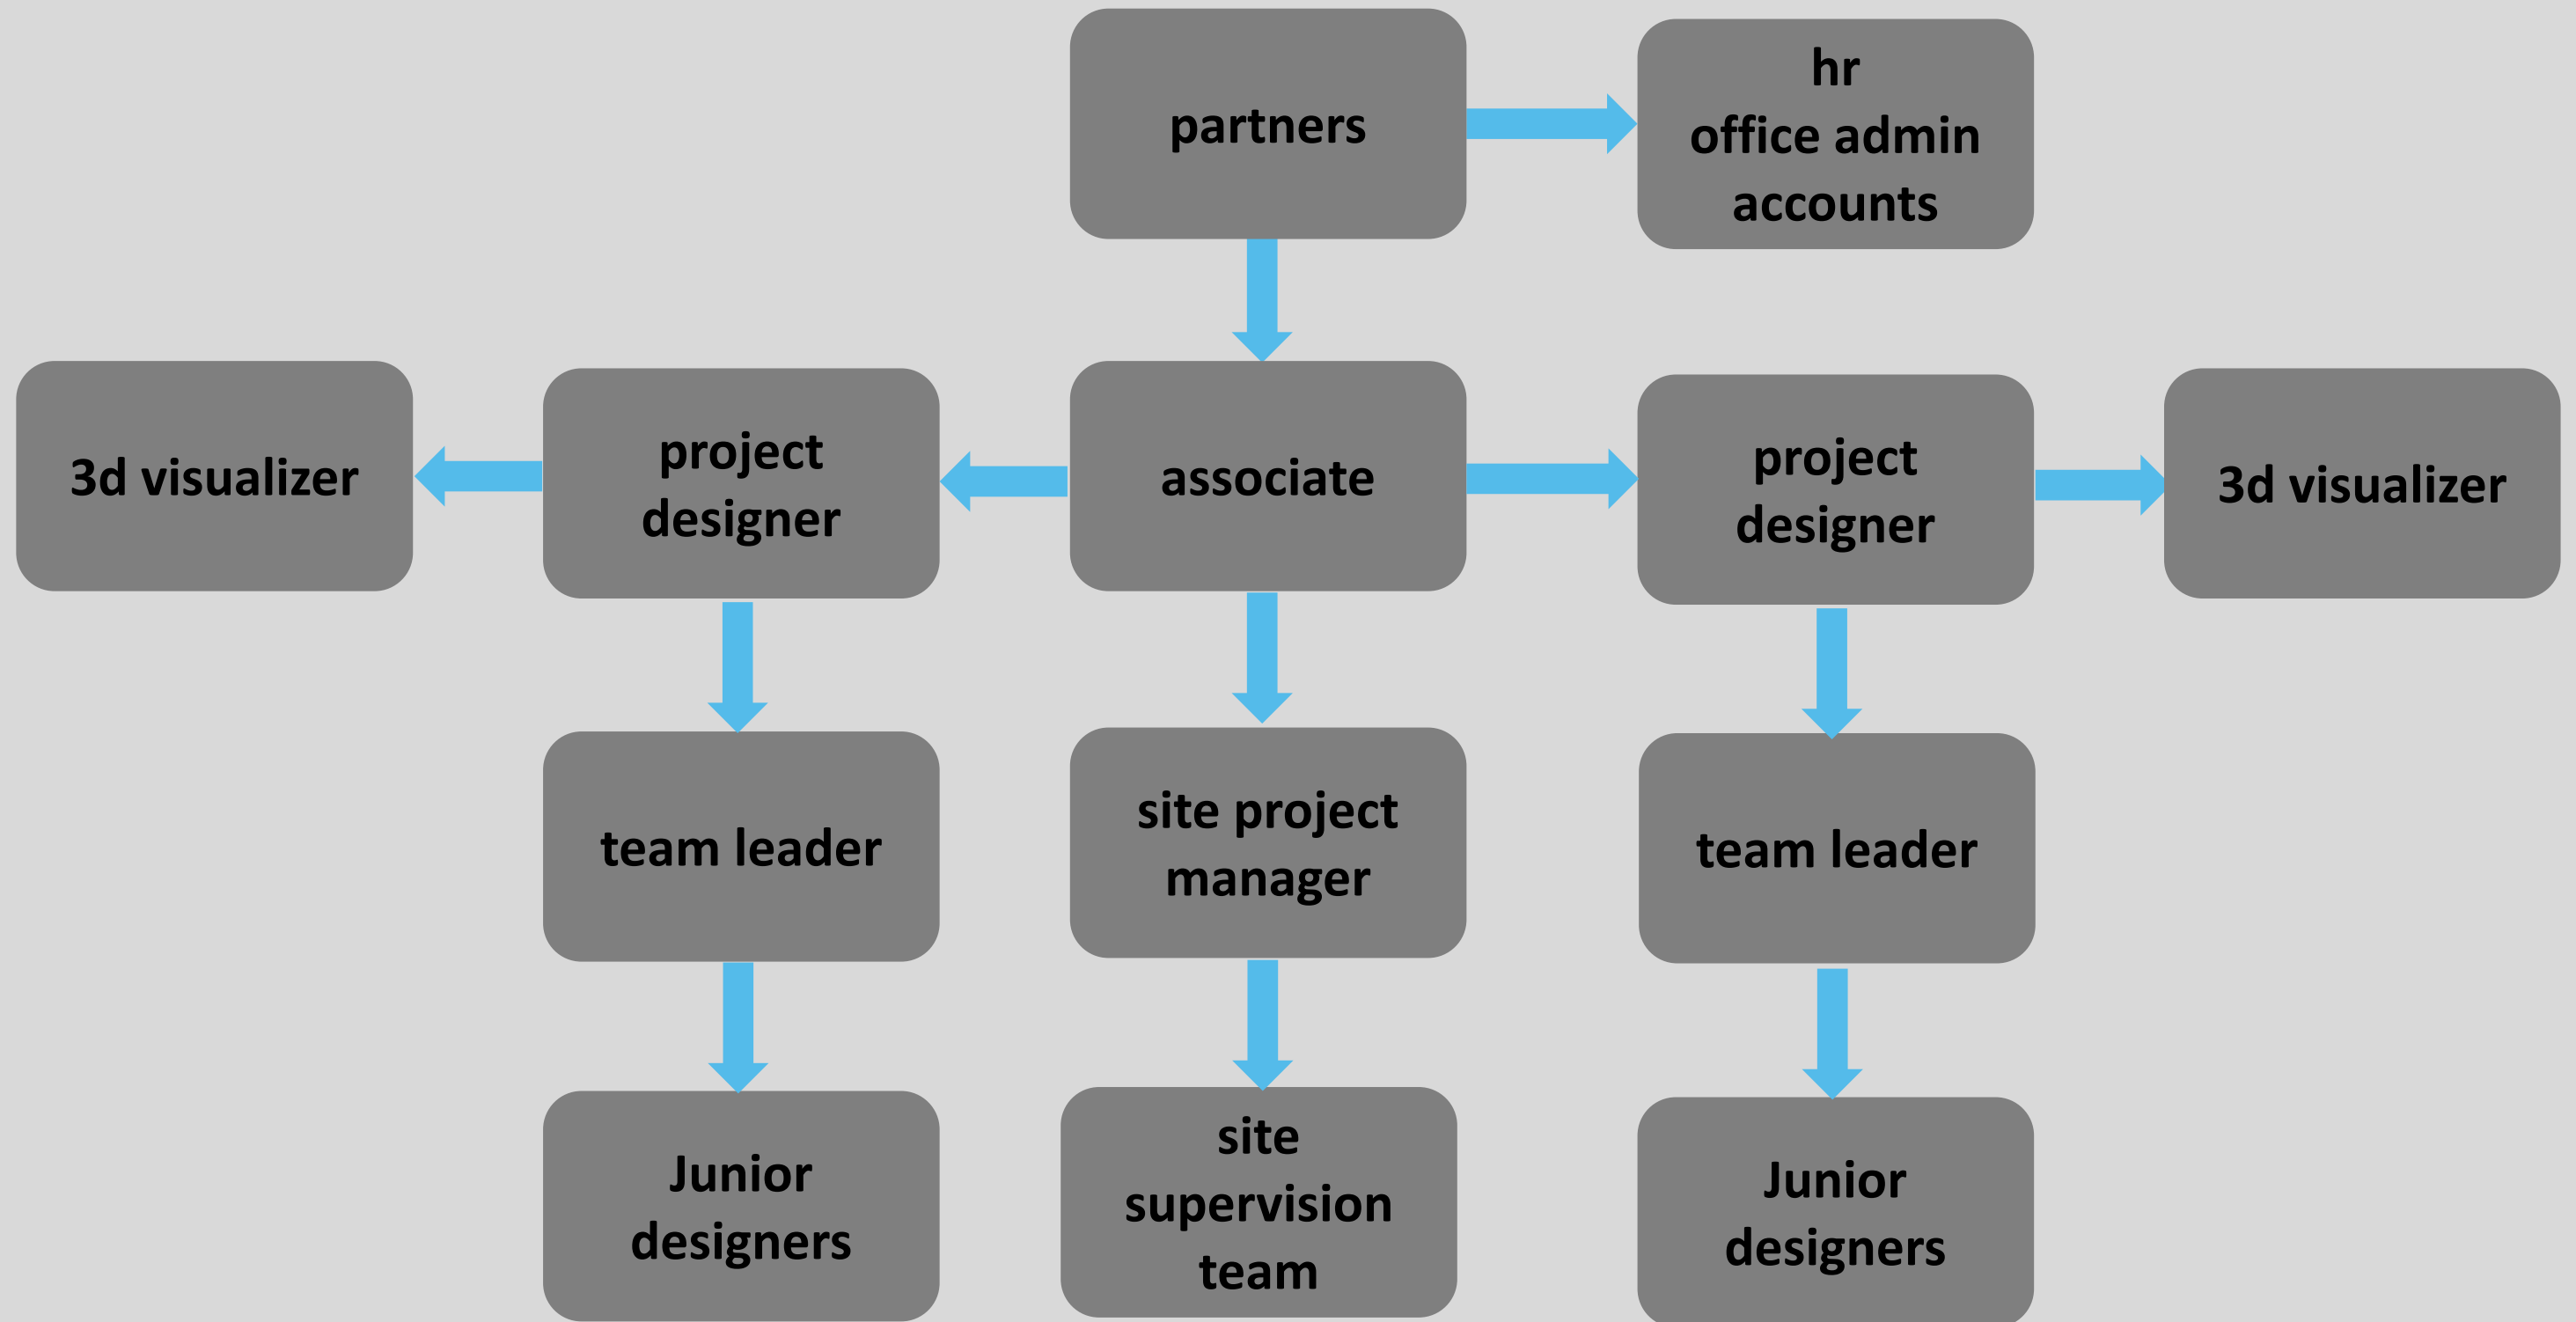 partners
hr
office admin
accounts
3d visualizer
project
designer
associate
project
designer
3d visualizer
team leader
site project
manager
team leader
Junior
designers
site
supervision
team
Junior
designers